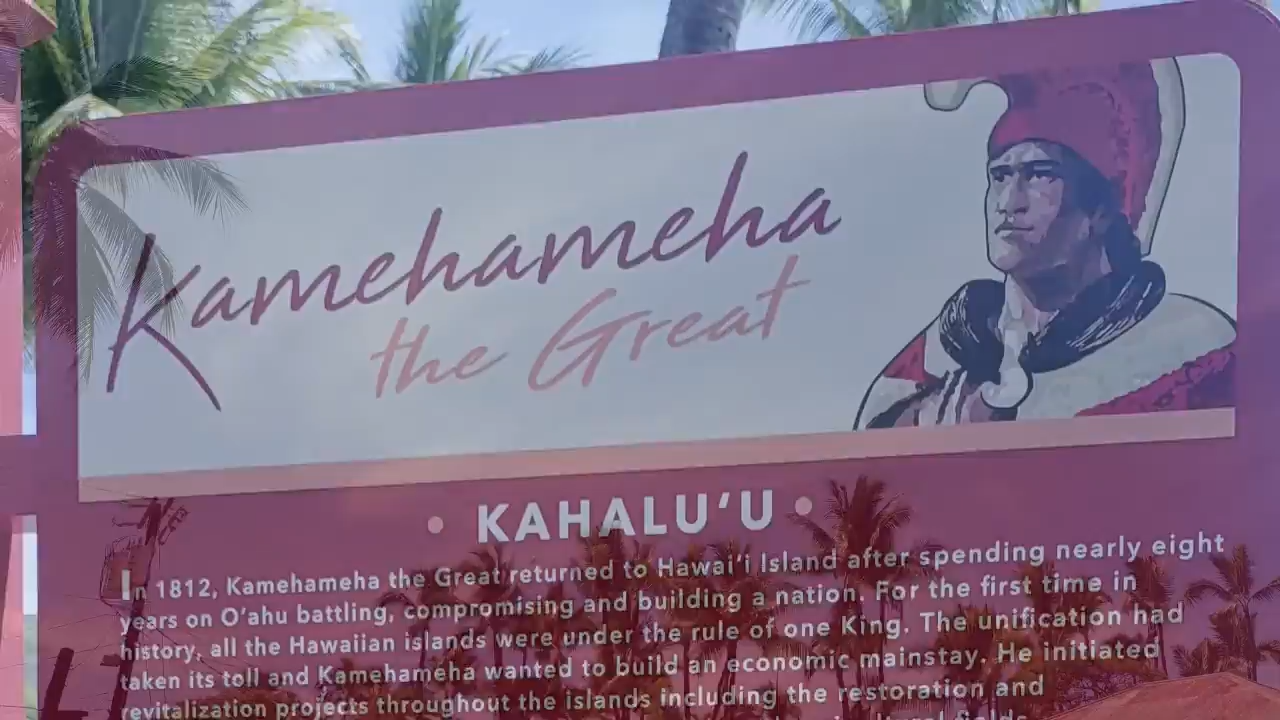 Kamehameha
the Great
• KAHALU‘U •
In 1812, Kamehameha the Great returned to Hawai‘i Island after spending nearly eight
years on O‘ahu battling, compromising and building a nation. For the first time in
history, all the Hawaiian islands were under the rule of one King. The unification had
taken its toll and Kamehameha wanted to build an economic mainstay. He initiated
revitalization projects throughout the islands including the restoration and
fields